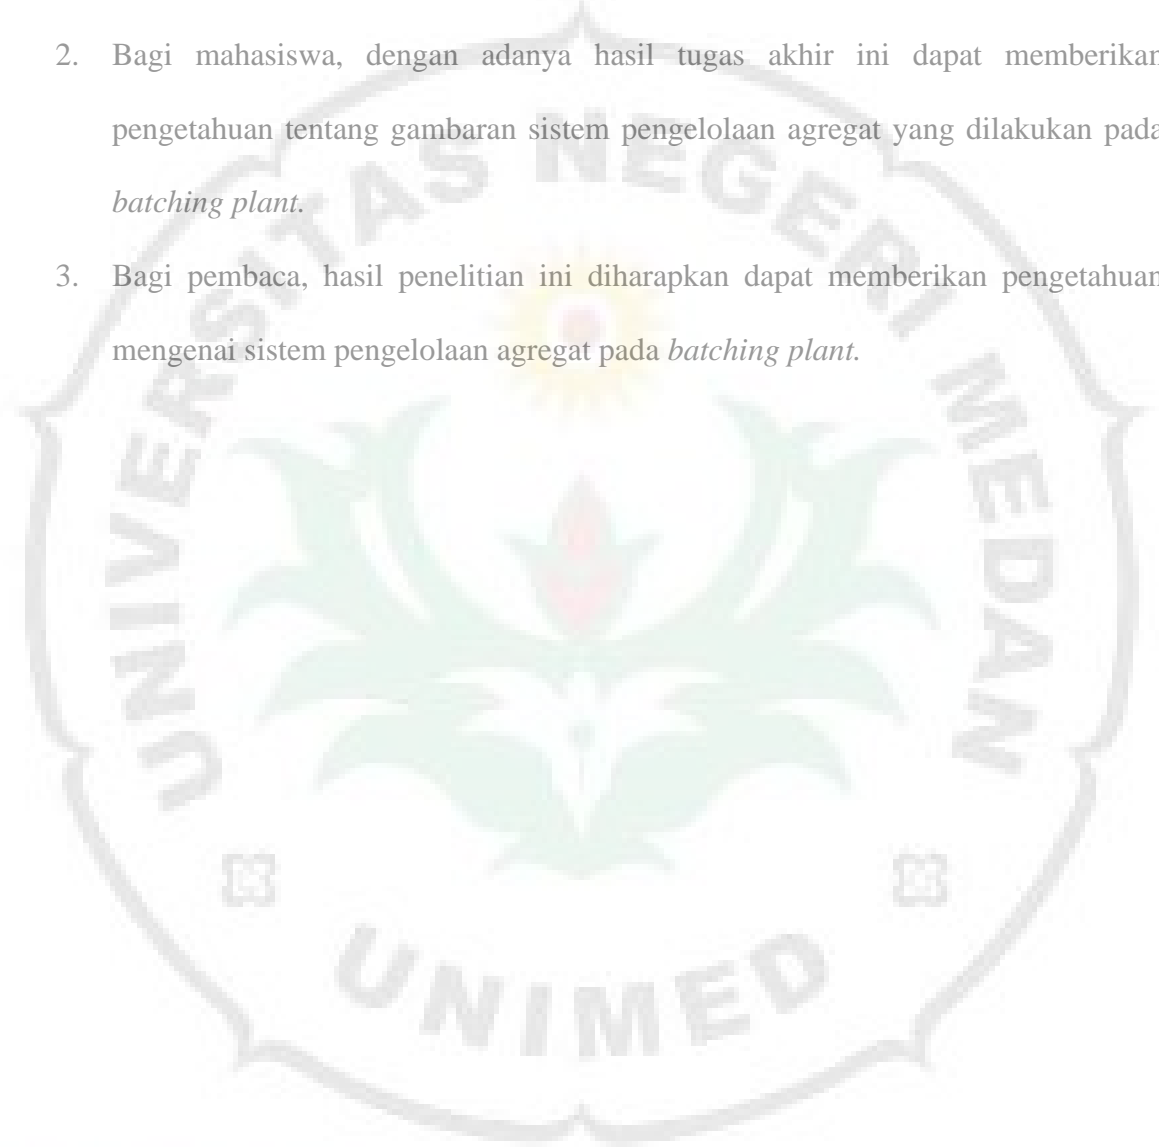 2. Bagi mahasiswa, dengan adanya hasil tugas akhir ini dapat memberikan
pengetahuan tentang gambaran sistem pengelolaan agregat yang dilakukan pada
batching plant.
3. Bagi pembaca, hasil penelitian ini diharapkan dapat memberikan pengetahuan
mengenai sistem pengelolaan agregat pada batching plant.
UNIVERSITAS NEGERI MEDAN
UNIMED